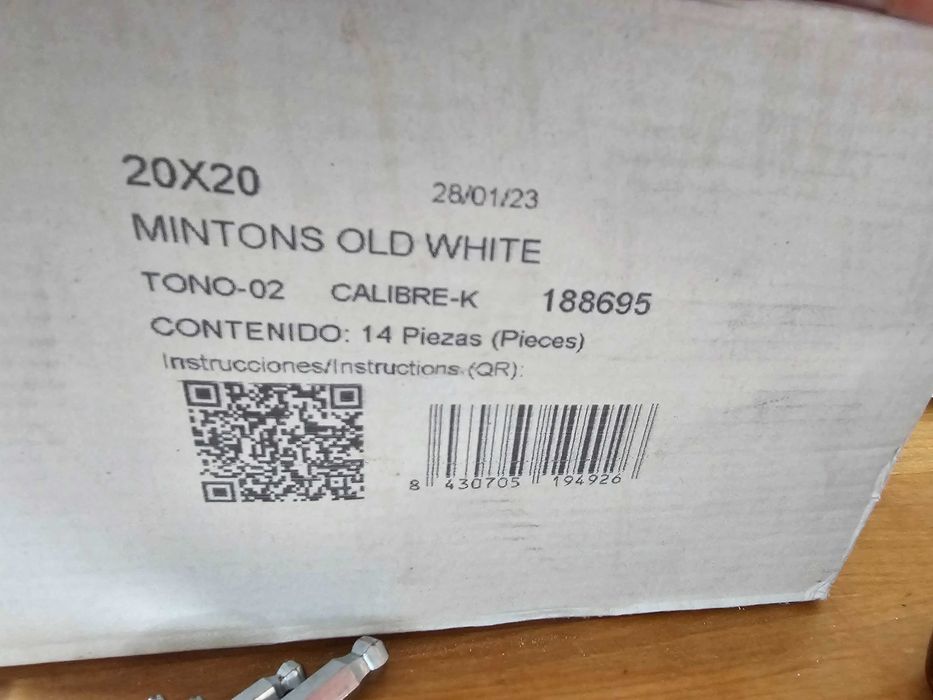 20X20 28/01/23
MINTONS OLD WHITE
TONO-02 CALIBRE-K 188695
CONTENIDO: 14 Piezas (Pieces)
Instrucciones/Instructions (QR):
8 430705 194926